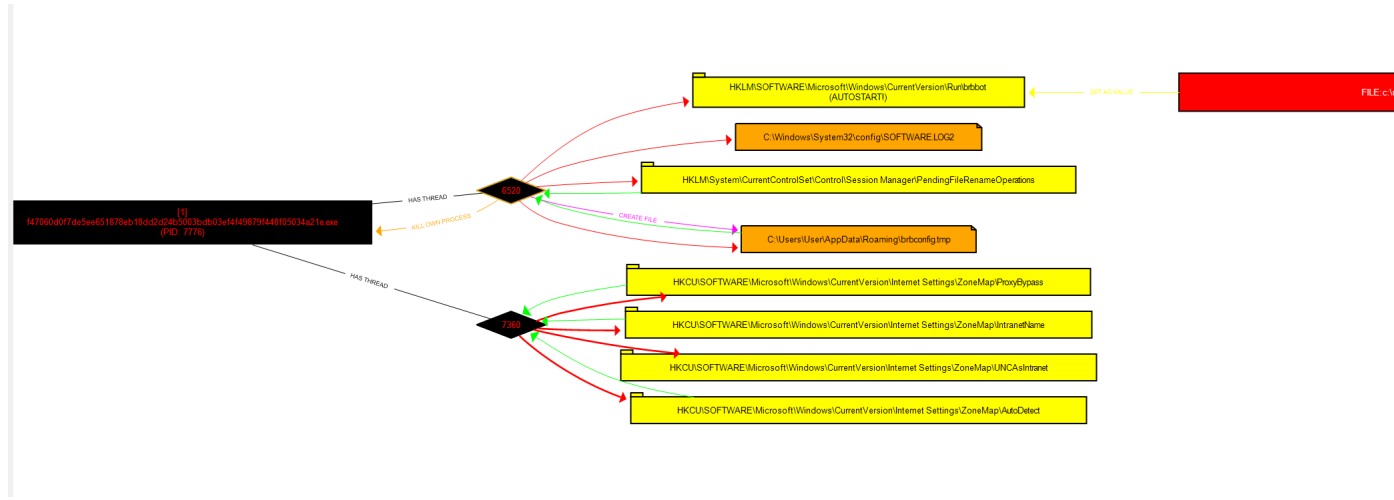 HKLM\SOFTWARE\Microsoft\Windows\CurrentVersion\Run\brbbot
(AUTOSTART!)
SET AS VALUE
FILE: c:\
C:\Windows\System32\config\SOFTWARE.LOG2
HKLM\System\CurrentControlSet\Control\Session Manager\PendingFileRenameOperations
6520
HAS THREAD
[1]
f47060d0f7de5ee651878eb18dd2d24b5003bdb03ef4f49879f448f05034a21e.exe
(PID: 7776)
KILL OWN PROCESS
CREATE FILE
C:\Users\User\AppData\Roaming\brbconfig.tmp
HAS THREAD
HKCU\SOFTWARE\Microsoft\Windows\CurrentVersion\Internet Settings\ZoneMap\ProxyBypass
7360
HKCU\SOFTWARE\Microsoft\Windows\CurrentVersion\Internet Settings\ZoneMap\IntranetName
HKCU\SOFTWARE\Microsoft\Windows\CurrentVersion\Internet Settings\ZoneMap\UNCAsIntranet
HKCU\SOFTWARE\Microsoft\Windows\CurrentVersion\Internet Settings\ZoneMap\AutoDetect